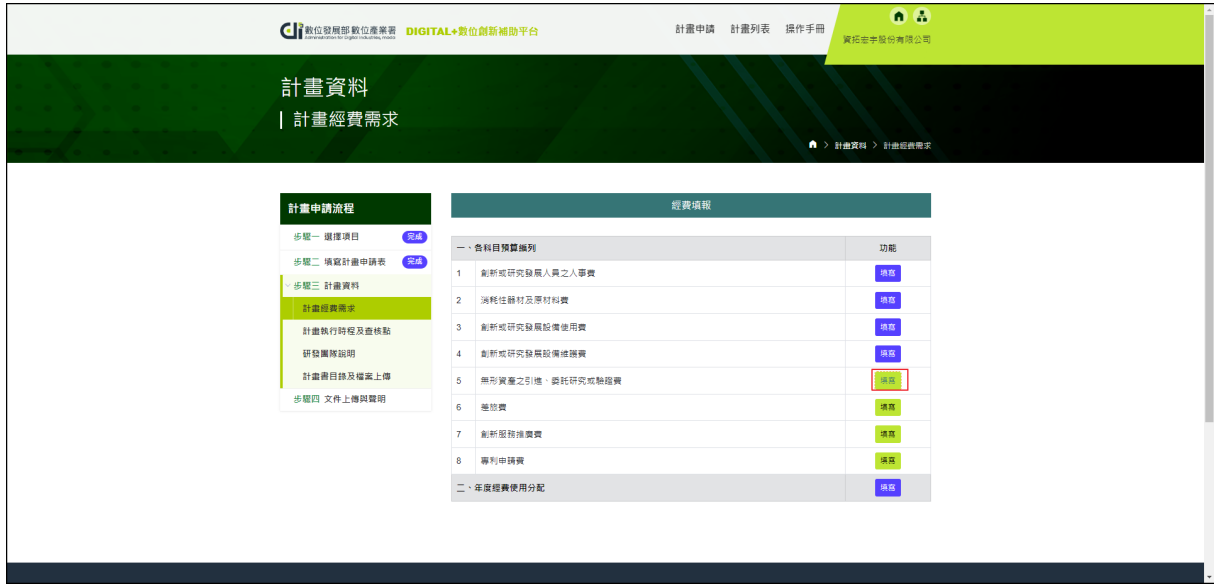 數位發展部數位產業署 DIGITAL+數位創新補助平台
Administration for Digital Industries, moda
計畫申請 計畫列表 操作手冊
資拓宏宇股份有限公司
計畫資料
計畫經費需求
計畫資料 > 計畫經費需求
計畫申請流程
步驟一 選擇項目 完成
步驟二 填寫計畫申請表 完成
步驟三 計畫資料
計畫經費需求
計畫執行時程及查核點
研發團隊說明
計畫書目錄及檔案上傳
步驟四 文件上傳與聲明
經費填報
一、各科目預算編列 功能
1 創新或研究發展人員之人事費 填寫
2 消耗性器材及原材料費 填寫
3 創新或研究發展設備使用費 填寫
4 創新或研究發展設備維護費 填寫
5 無形資產之引進、委託研究或驗證費 填寫
6 差旅費 填寫
7 創新服務推廣費 填寫
8 專利申請費 填寫
二、年度經費使用分配 填寫